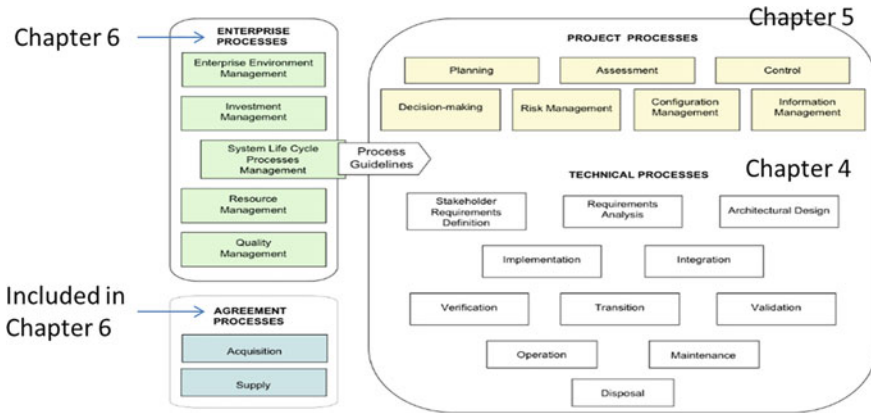 Chapter 6
ENTERPRISE
PROCESSES
Enterprise Environment
Management
Investment
Management
System Life Cycle
Processes
Management
Resource
Management
Quality
Management
Process
Guidelines
Included in
Chapter 6
AGREEMENT
PROCESSES
Acquisition
Supply
Chapter 5
PROJECT PROCESSES
Planning
Assessment
Control
Decision-making
Risk Management
Configuration
Management
Information
Management
Chapter 4
TECHNICAL PROCESSES
Stakeholder
Requirements
Definition
Requirements
Analysis
Architectural Design
Implementation
Integration
Verification
Transition
Validation
Operation
Maintenance
Disposal